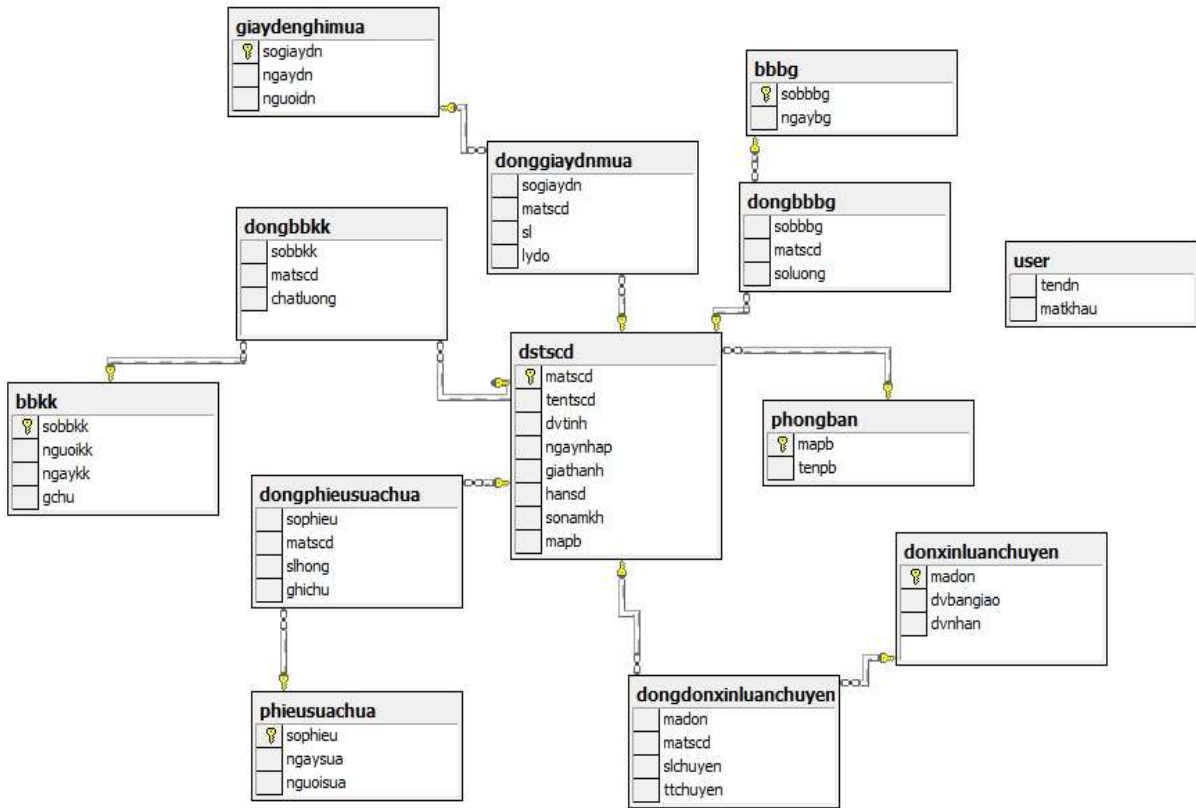 giaydenghimua
sogiaydn
ngaydn
nguoidn
bbbg
sobbbg
ngaybg
donggiaydnmua
sogiaydn
matscd
sl
lydo
dongbbbg
sobbbg
matscd
soluong
dongbbkk
sobbkk
matscd
chatluong
user
tendn
matkhau
dstscd
matscd
tentscd
dvtinh
ngaynhap
giathanh
hansd
sonamkh
mapb
bbkk
sobbkk
nguoikk
ngaykk
gchu
phongban
mapb
tenpb
dongphieusuachua
sophieu
matscd
slhong
ghichu
donxinluanchuyen
madon
dvbangiao
dvnhan
dongdonxinluanchuyen
madon
matscd
slchuyen
ttchuyen
phieusuachua
sophieu
ngaysua
nguoisua